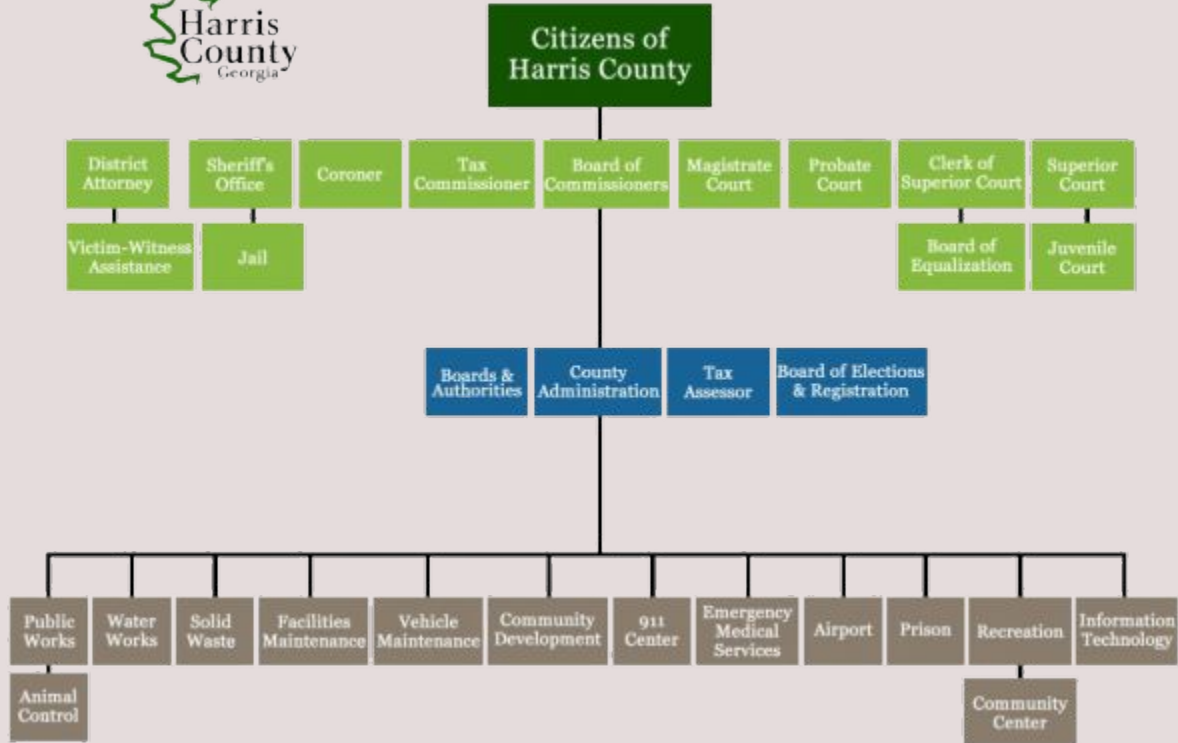 Harris
County
Georgia
Citizens of
Harris County
District
Attorney
Sheriff's
Office
Coroner
Tax
Commissioner
Board of
Commissioners
Magistrate
Court
Probate
Court
Clerk of
Superior Court
Superior
Court
Victim-Witness
Assistance
Jail
Board of
Equalization
Juvenile
Court
Boards &
Authorities
County
Administration
Tax
Assessor
Board of Elections
& Registration
Public
Works
Water
Works
Solid
Waste
Facilities
Maintenance
Vehicle
Maintenance
Community
Development
911
Center
Emergency
Medical
Services
Airport
Prison
Recreation
Information
Technology
Animal
Control
Community
Center